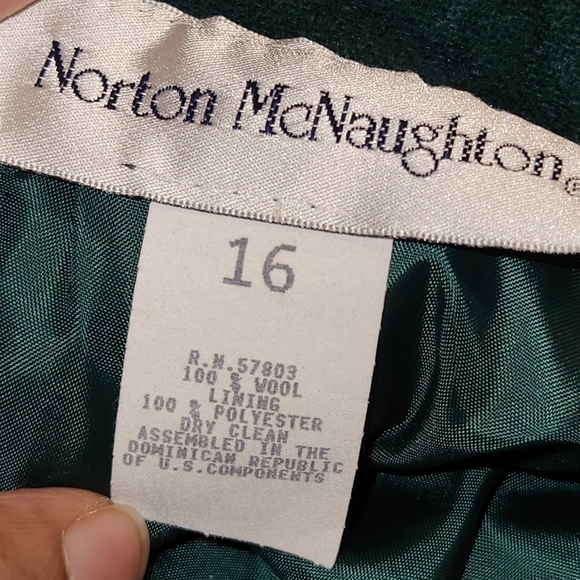 Norton McNaughton®
16
R.N.57803
100 % WOOL
LINING
100 % POLYESTER
DRY CLEAN
ASSEMBLED IN THE
DOMINICAN REPUBLIC
OF U.S.COMPONENTS